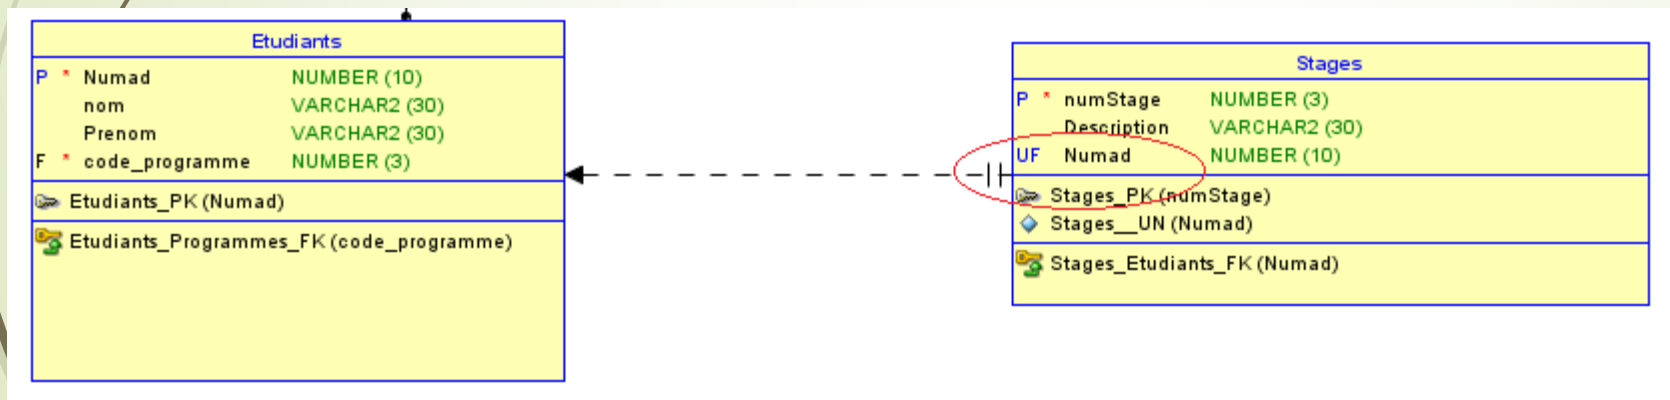 Etudiants
P * Numad NUMBER (10)
nom VARCHAR2 (30)
Prenom VARCHAR2 (30)
F * code_programme NUMBER (3)
Etudiants_PK (Numad)
Etudiants_Programmes_FK (code_programme)
Stages
P * numStage NUMBER (3)
Description VARCHAR2 (30)
UF Numad NUMBER (10)
Stages_PK (numStage)
Stages__UN (Numad)
Stages_Etudiants_FK (Numad)